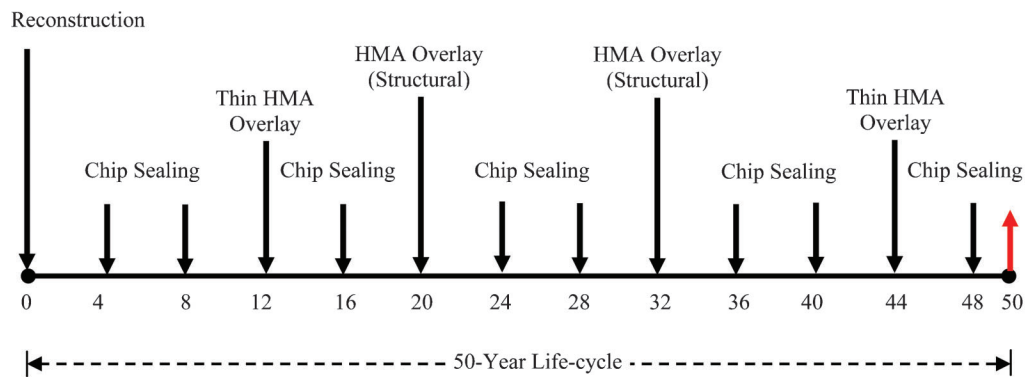 Reconstruction
HMA Overlay
(Structural)
HMA Overlay
(Structural)
Thin HMA
Overlay
Thin HMA
Overlay
Chip Sealing
Chip Sealing
Chip Sealing
Chip Sealing
Chip Sealing
0 4 8 12 16 20 24 28 32 36 40 44 48 50
50-Year Life-cycle